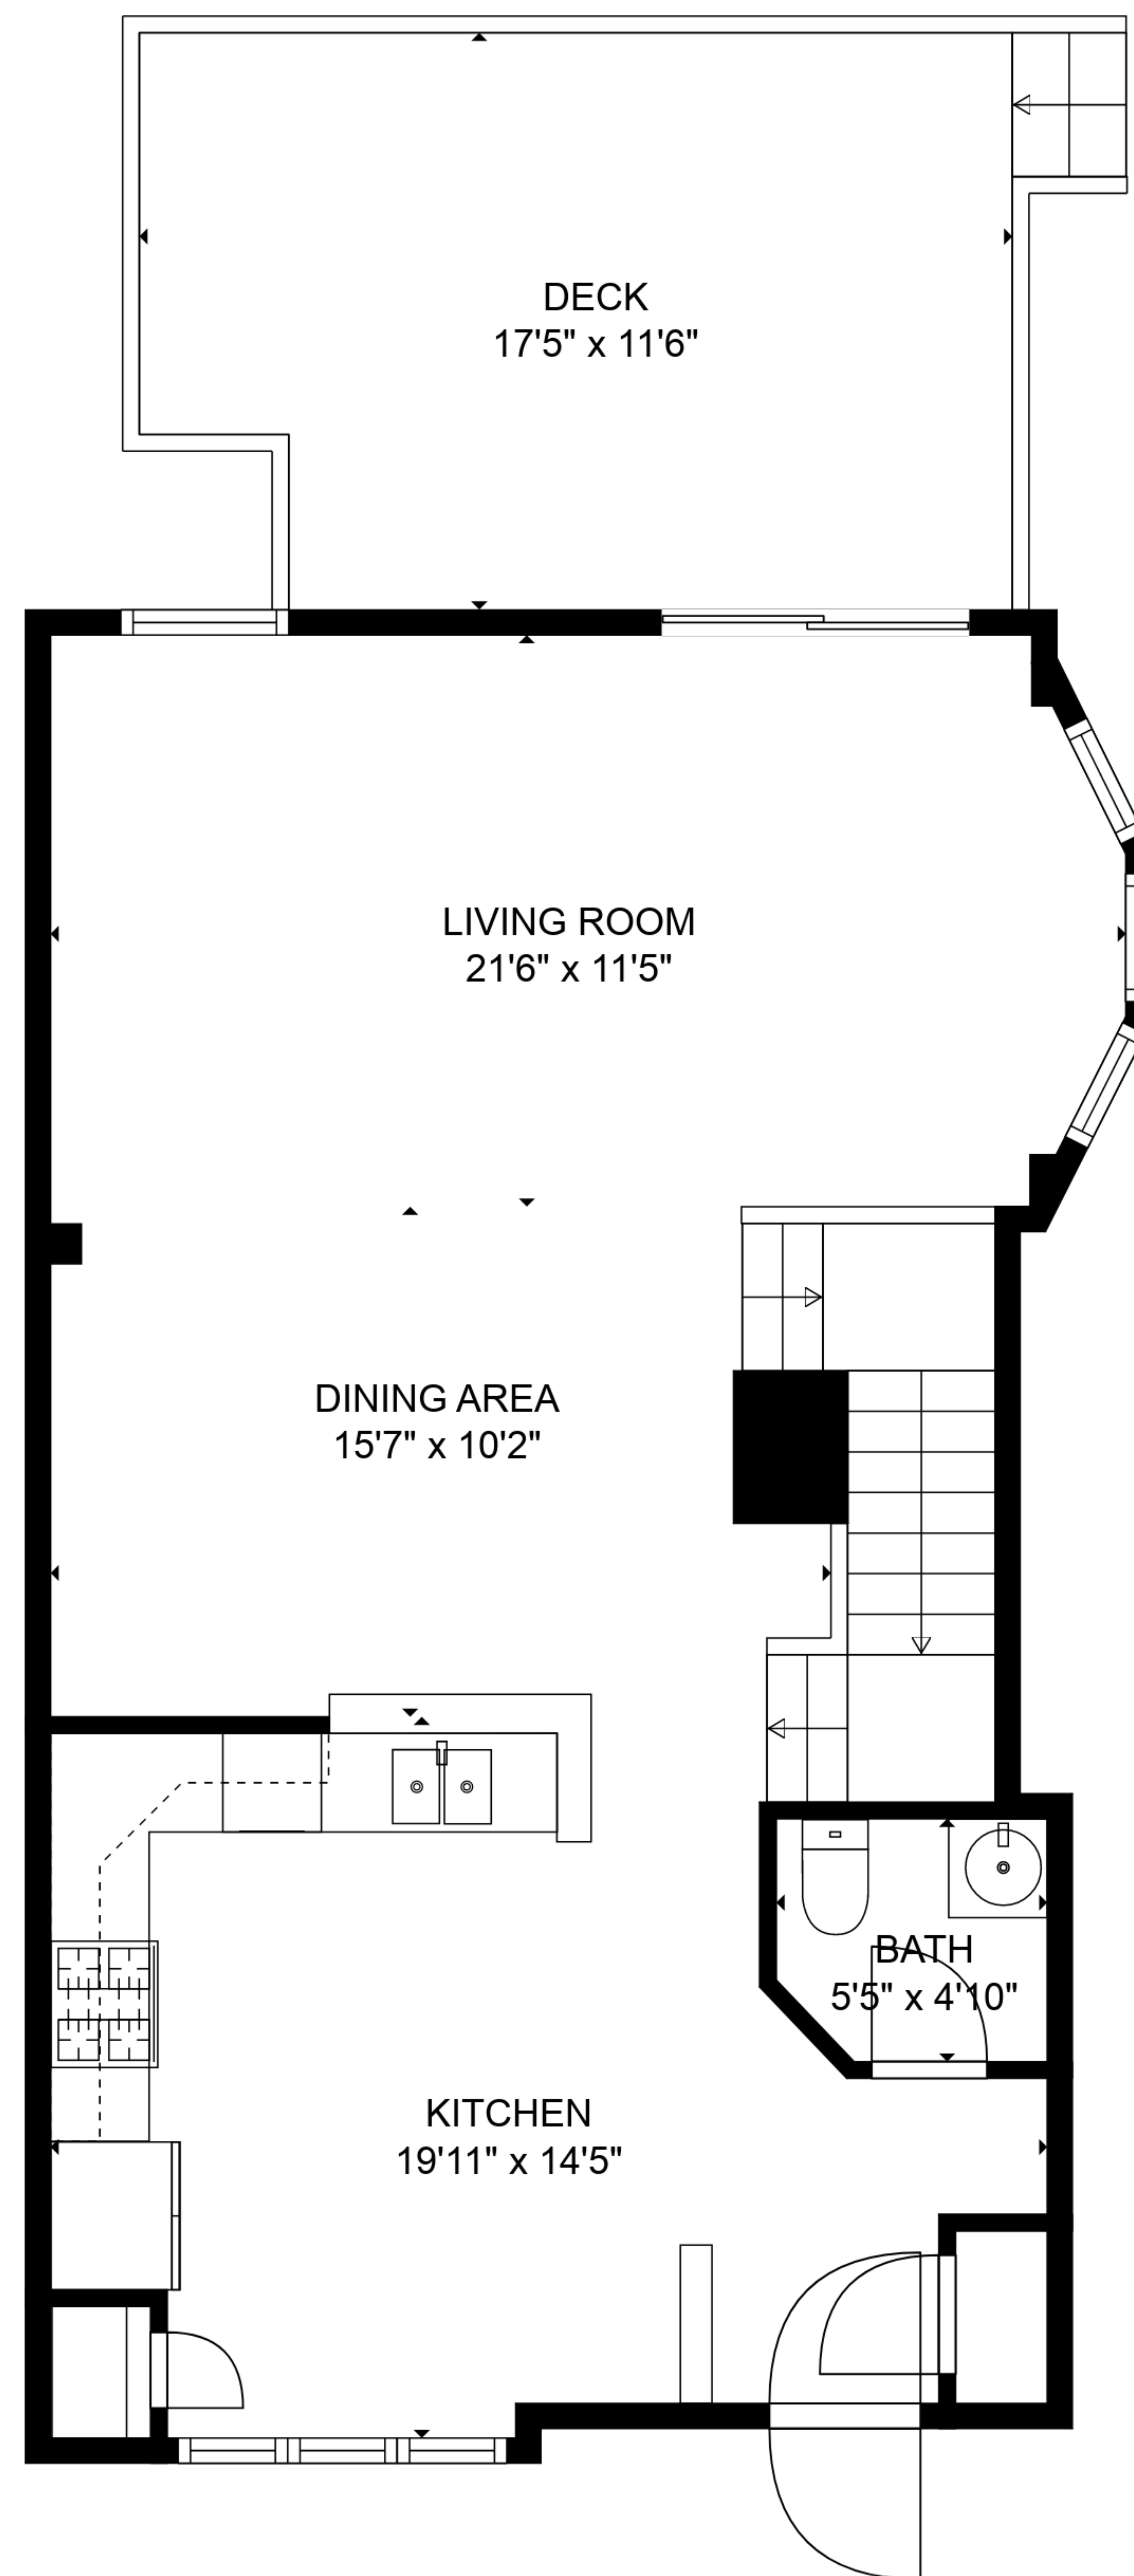 DECK
17'5" x 11'6"
LIVING ROOM
21'6" x 11'5"
DINING AREA
15'7" x 10'2"
BATH
5'5" x 4'10"
KITCHEN
19'11" x 14'5"